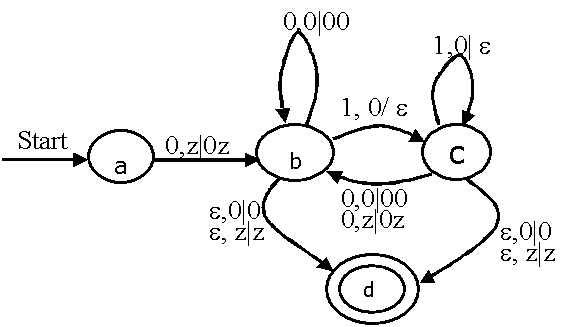 0,0|00
1,0| ε
1, 0/ ε
Start
0,z|0z
a
b
c
0,0|00
0,z|0z
ε,0|0
ε, z|z
ε,0|0
ε, z|z
d